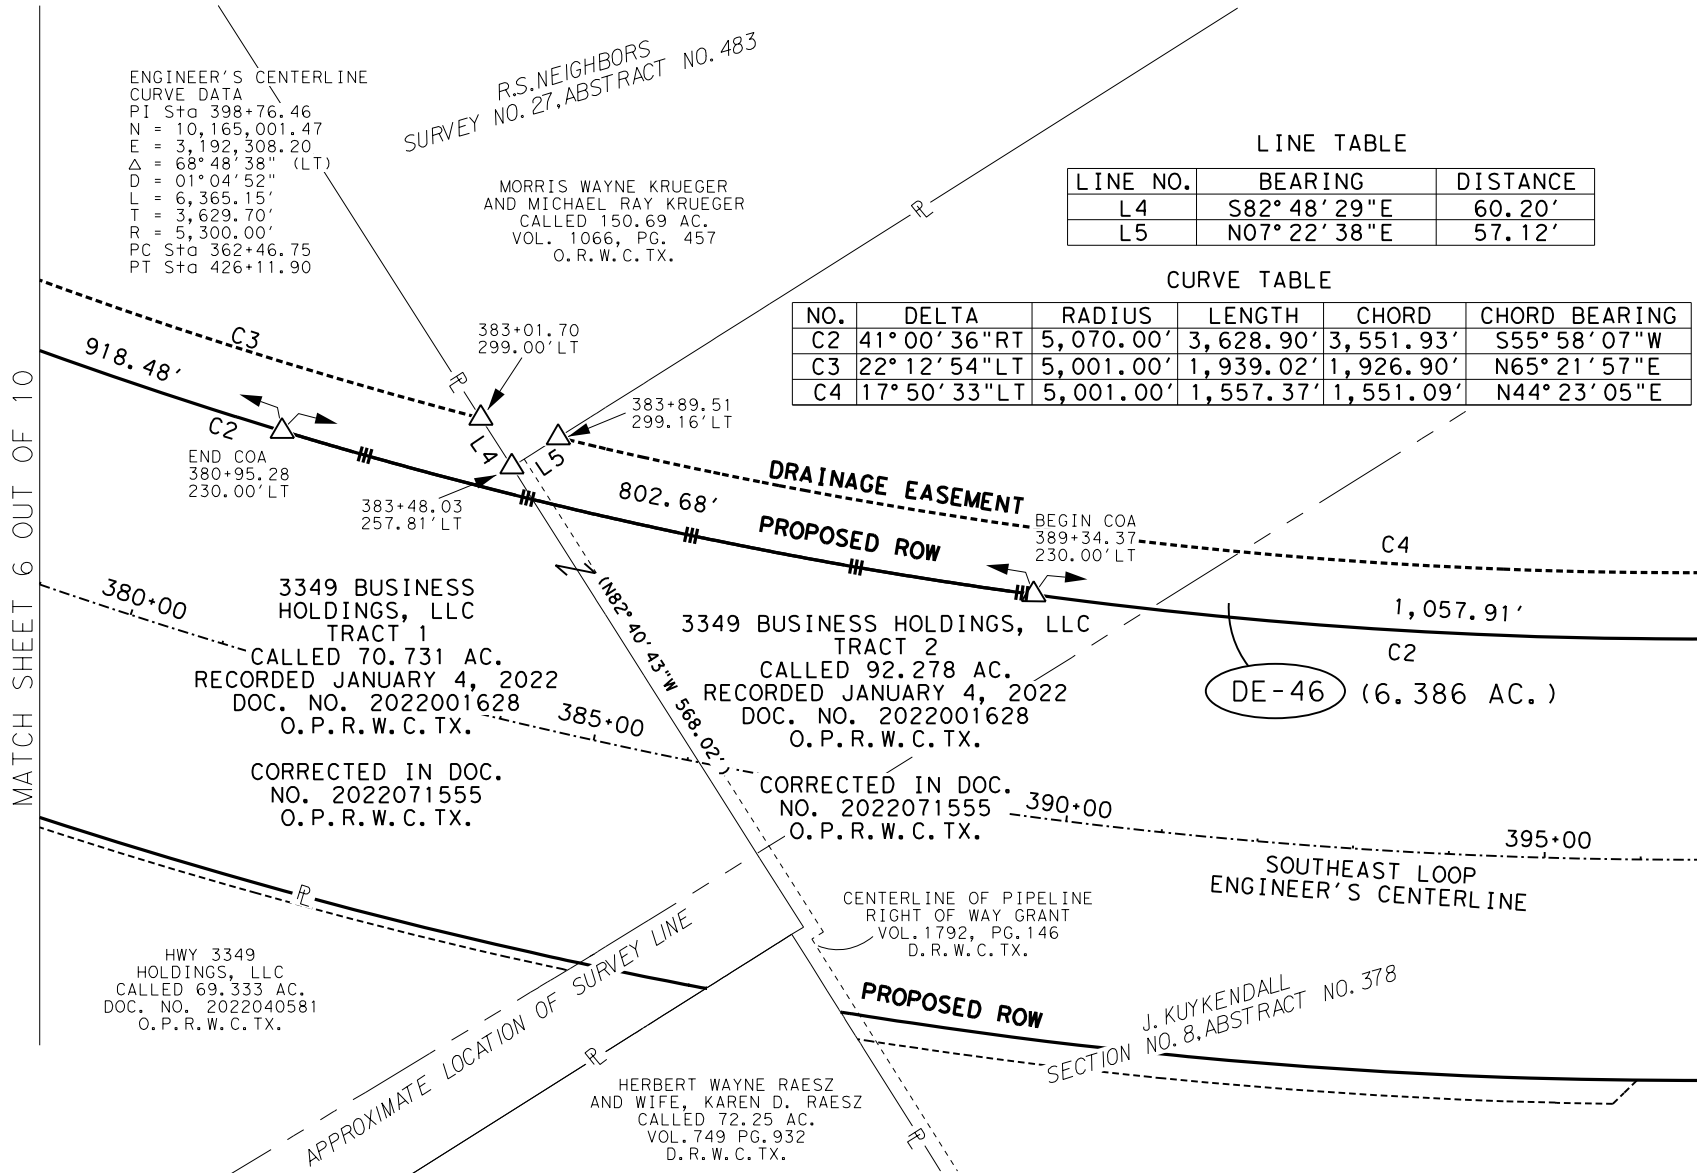 ENGINEER'S CENTERLINE
CURVE DATA
PI Sta 398+76.46
N = 10,165,001.47
E = 3,192,308.20
Δ = 68°48'38" (LT)
D = 01°04'52"
L = 6,365.15'
T = 3,629.70'
R = 5,300.00'
PC Sta 362+46.75
PT Sta 426+11.90
R.S.NEIGHBORS
SURVEY NO.27,ABSTRACT NO.483
MORRIS WAYNE KRUEGER
AND MICHAEL RAY KRUEGER
CALLED 150.69 AC.
VOL. 1066, PG. 457
O.R.W.C.TX.
PL
LINE TABLE
LINE NO. BEARING DISTANCE
L4 S82°48'29"E 60.20'
L5 N07°22'38"E 57.12'
CURVE TABLE
NO. DELTA RADIUS LENGTH CHORD CHORD BEARING
C2 41°00'36"RT 5,070.00' 3,628.90' 3,551.93' S55°58'07"W
C3 22°12'54"LT 5,001.00' 1,939.02' 1,926.90' N65°21'57"E
C4 17°50'33"LT 5,001.00' 1,557.37' 1,551.09' N44°23'05"E
MATCH SHEET 6 OUT OF 10
C3
918.48'
C2
PL
383+01.70
299.00'LT
383+89.51
299.16'LT
L4
L5
END COA
380+95.28
230.00'LT
383+48.03
257.81'LT
802.68'
DRAINAGE EASEMENT
PROPOSED ROW
BEGIN COA
389+34.37
230.00'LT
C4
1,057.91'
C2
DE-46 (6.386 AC.)
380+00
3349 BUSINESS
HOLDINGS, LLC
TRACT 1
CALLED 70.731 AC.
RECORDED JANUARY 4, 2022
DOC. NO. 2022001628
O.P.R.W.C.TX.
CORRECTED IN DOC.
NO. 2022071555
O.P.R.W.C.TX.
385+00
Z
(N82°40'43"W 568.02')
3349 BUSINESS HOLDINGS, LLC
TRACT 2
CALLED 92.278 AC.
RECORDED JANUARY 4, 2022
DOC. NO. 2022001628
O.P.R.W.C.TX.
CORRECTED IN DOC.
NO. 2022071555
O.P.R.W.C.TX.
390+00
395+00
SOUTHEAST LOOP
ENGINEER'S CENTERLINE
PL
HWY 3349
HOLDINGS, LLC
CALLED 69.333 AC.
DOC. NO. 2022040581
O.P.R.W.C.TX.
APPROXIMATE LOCATION OF SURVEY LINE
CENTERLINE OF PIPELINE
RIGHT OF WAY GRANT
VOL.1792, PG.146
D.R.W.C.TX.
PROPOSED ROW
J. KUYKENDALL
SECTION NO.8,ABSTRACT NO.378
PL
HERBERT WAYNE RAESZ
AND WIFE, KAREN D. RAESZ
CALLED 72.25 AC.
VOL.749 PG.932
D.R.W.C.TX.
PL